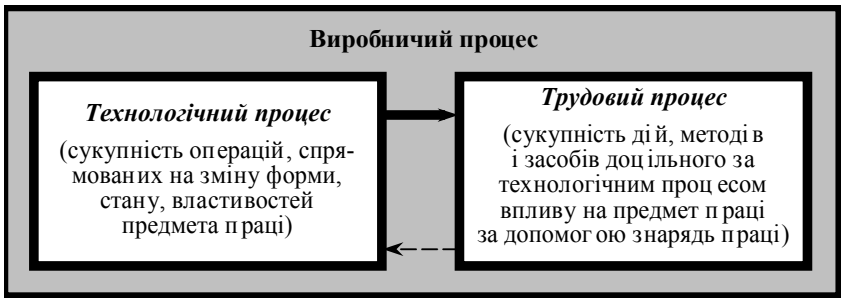 Виробничий процес
Технологічний процес
(сукупність операцій, спря-
мованих на зміну форми,
стану, властивостей
предмета праці)
Трудовий процес
(сукупність дій, методів
і засобів доцільного за
технологічним процесом
впливу на предмет праці
за допомогою знарядь праці)